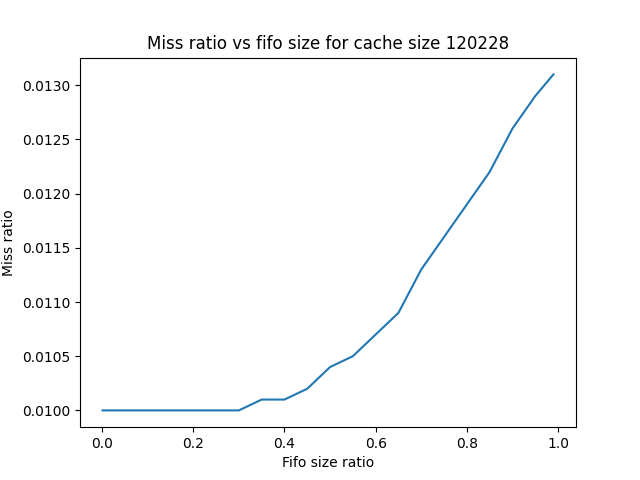 Miss ratio vs fifo size for cache size 120228
0.0130
0.0125
0.0120
0.0115
0.0110
0.0105
0.0100
Miss ratio
0.0 0.2 0.4 0.6 0.8 1.0
Fifo size ratio